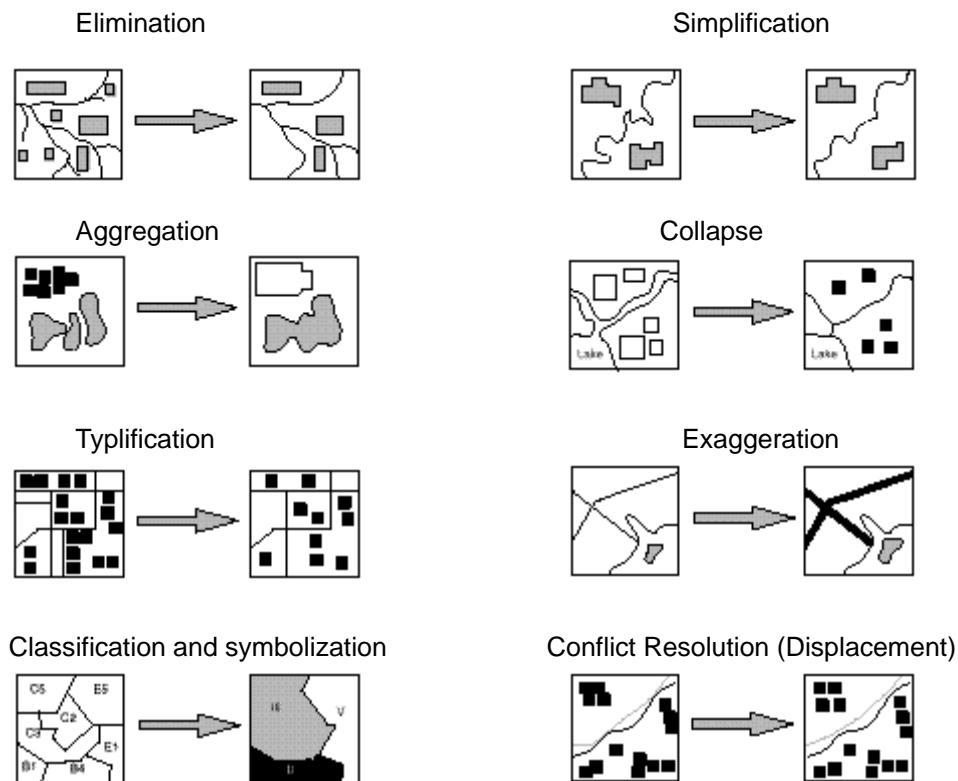 Elimination
Simplification
Aggregation
Collapse
Lake
Lake
Typlification
Exaggeration
Classification and symbolization
Conflict Resolution (Displacement)
C5 E5
C2
C3
E1
B1 B4
V
II